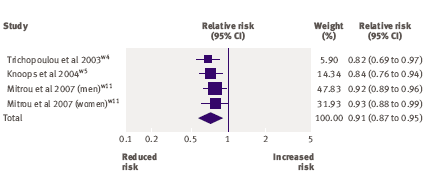 Study Relative risk (95% CI) Weight (%) Relative risk (95% CI)
Trichopoulou et al 2003w4 5.90 0.82 (0.69 to 0.97)
Knoops et al 2004w5 14.34 0.84 (0.76 to 0.94)
Mitrou et al 2007 (men)w11 47.83 0.92 (0.89 to 0.96)
Mitrou et al 2007 (women)w11 31.93 0.93 (0.88 to 0.99)
Total 100.00 0.91 (0.87 to 0.95)
0.1 0.2 0.5 1 2 5
Reduced risk Increased risk